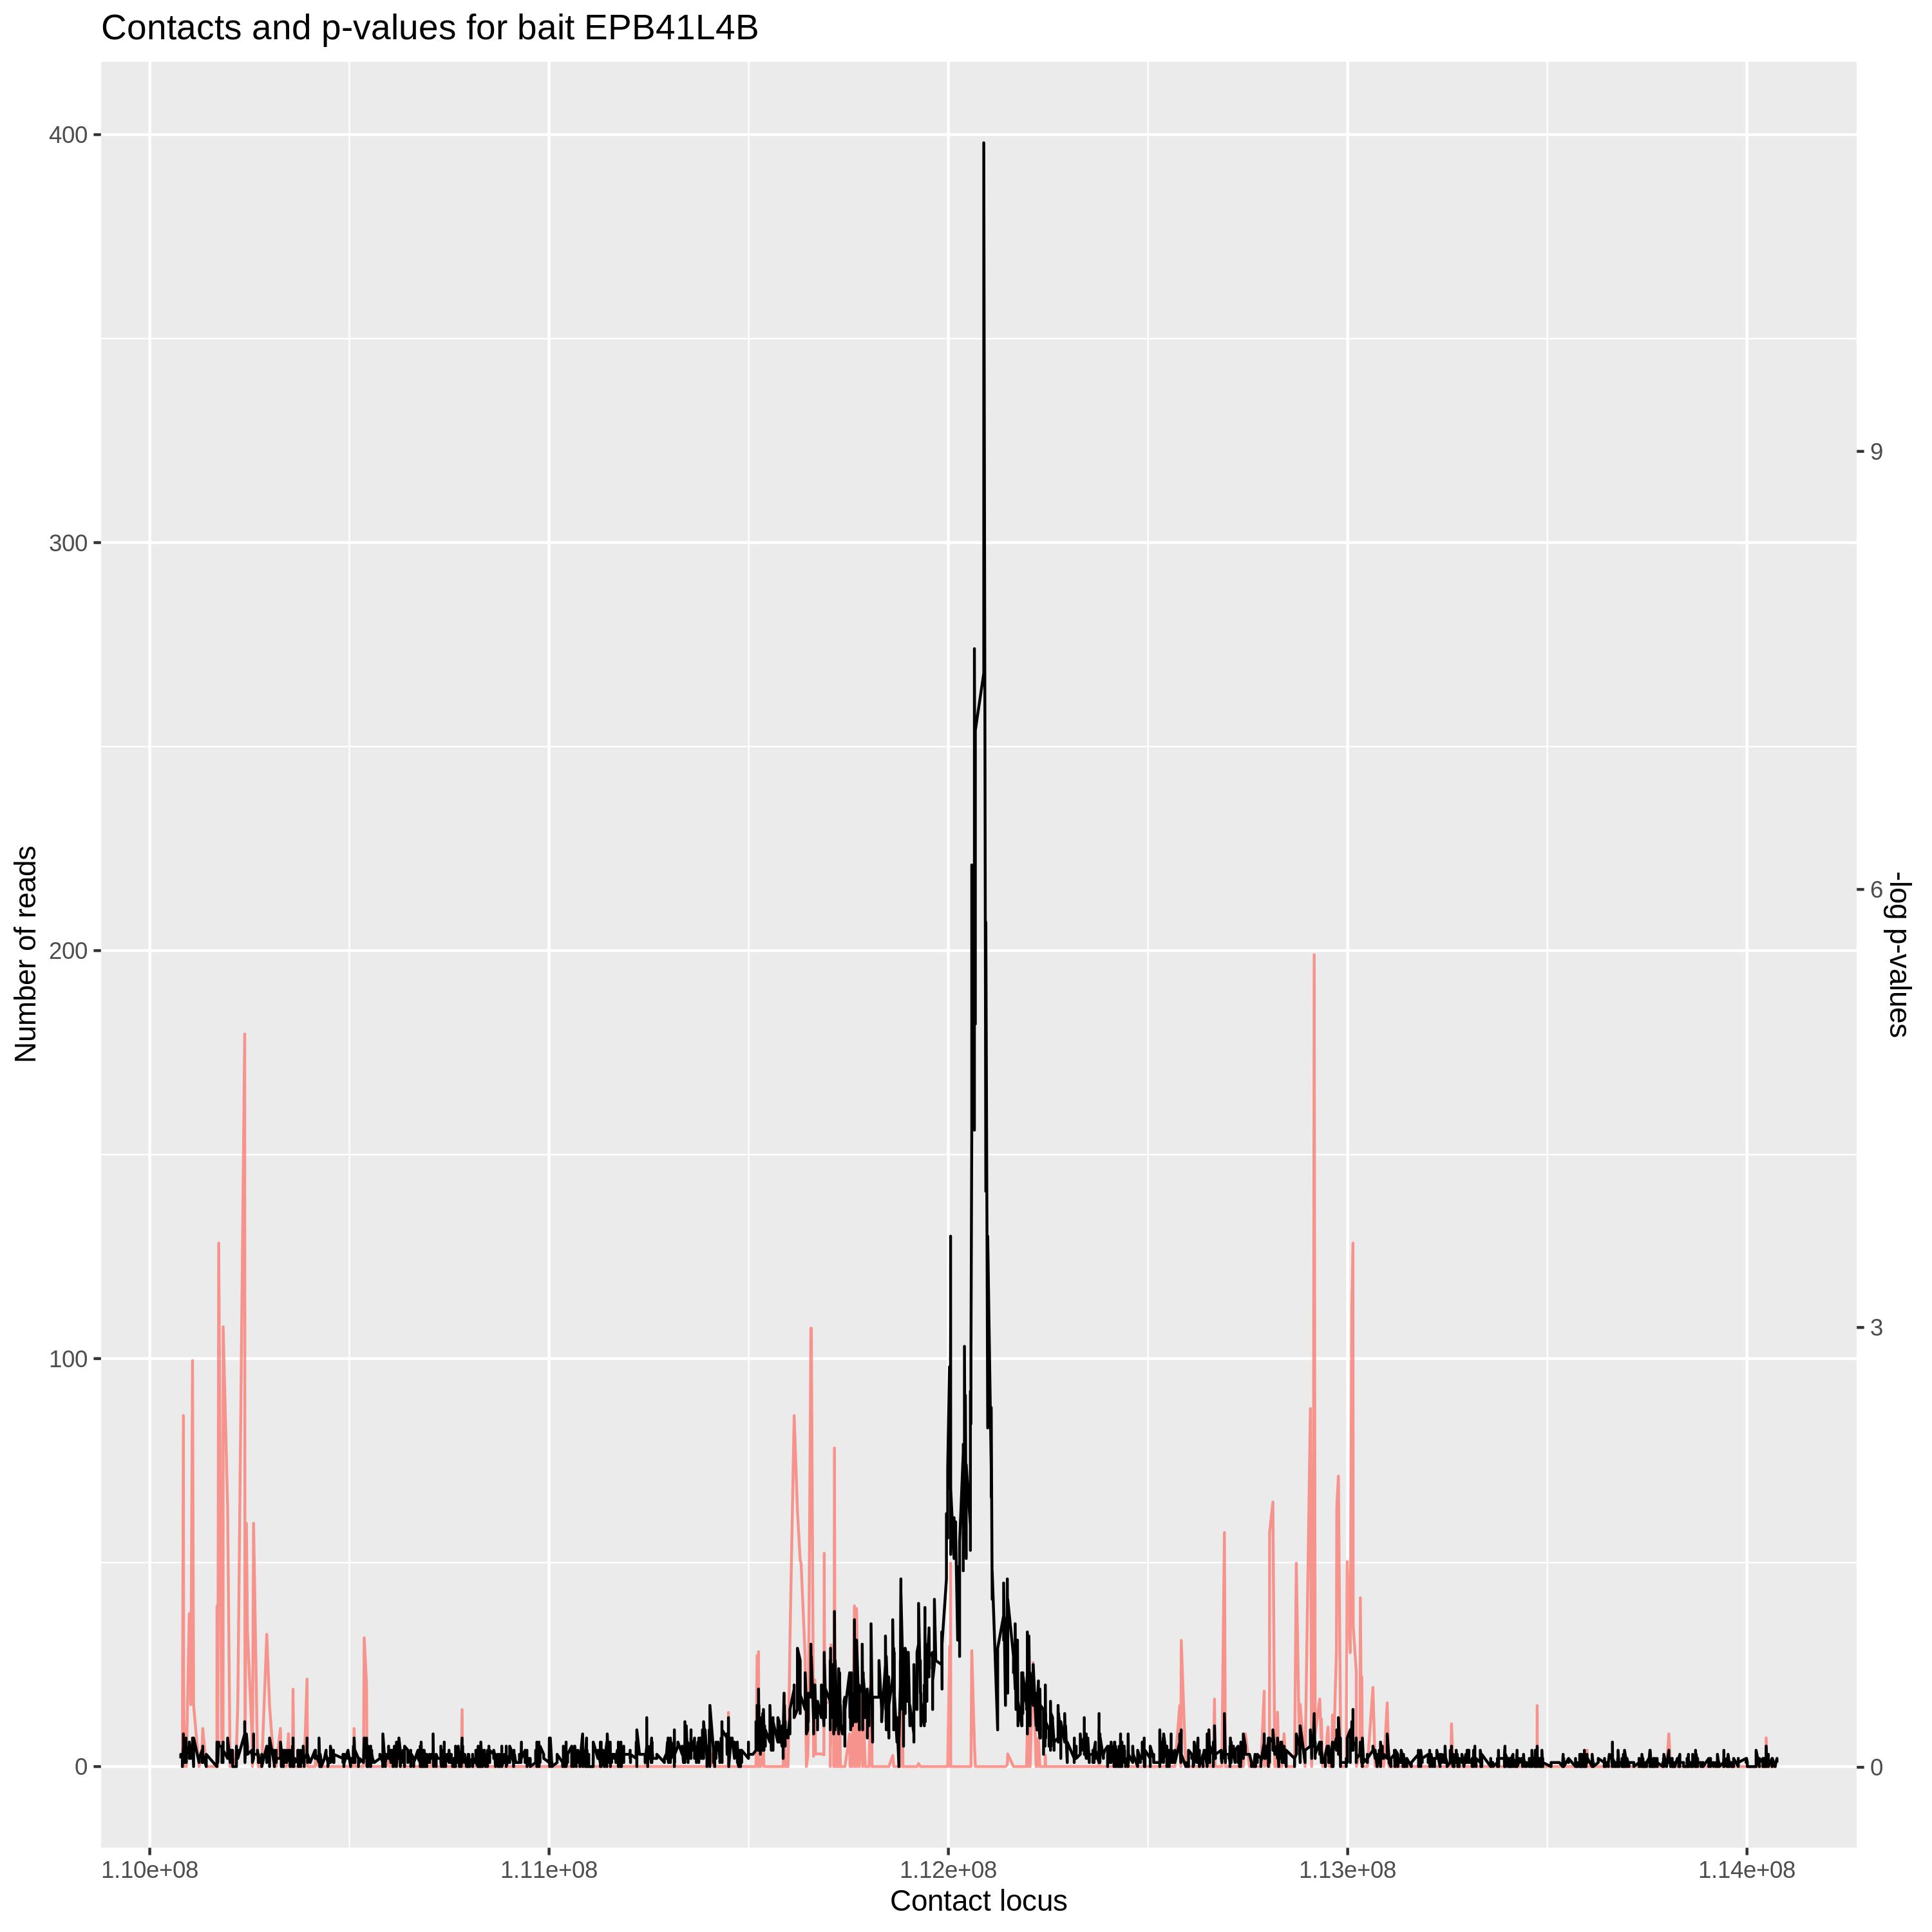 Contacts and p-values for bait EPB41L4B
400
300
200
100
0
Number of reads
9
6
3
0
-log p-values
1.10e+08
1.11e+08
1.12e+08
1.13e+08
1.14e+08
Contact locus